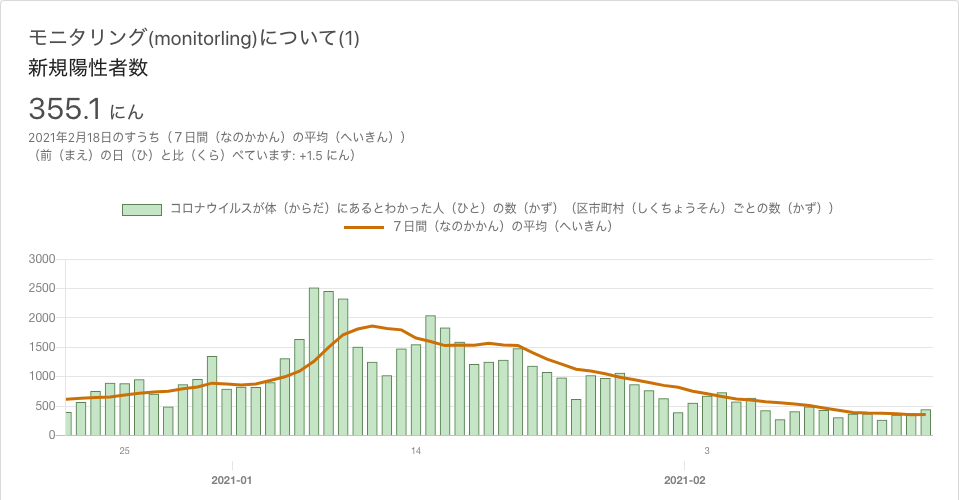 モニタリング(monitorling)について(1)
新規陽性者数
355.1 にん
2021年2月18日のすうち（７日間（なのかかん）の平均（へいきん））
（前（まえ）の日（ひ）と比（くら）べています: +1.5 にん）
コロナウイルスが体（からだ）にあるとわかった人（ひと）の数（かず）（区市町村（しくちょうそん）ごとの数（かず））
７日間（なのかかん）の平均（へいきん）
3000
2500
2000
1500
1000
500
0
25 14 3
2021-01 2021-02